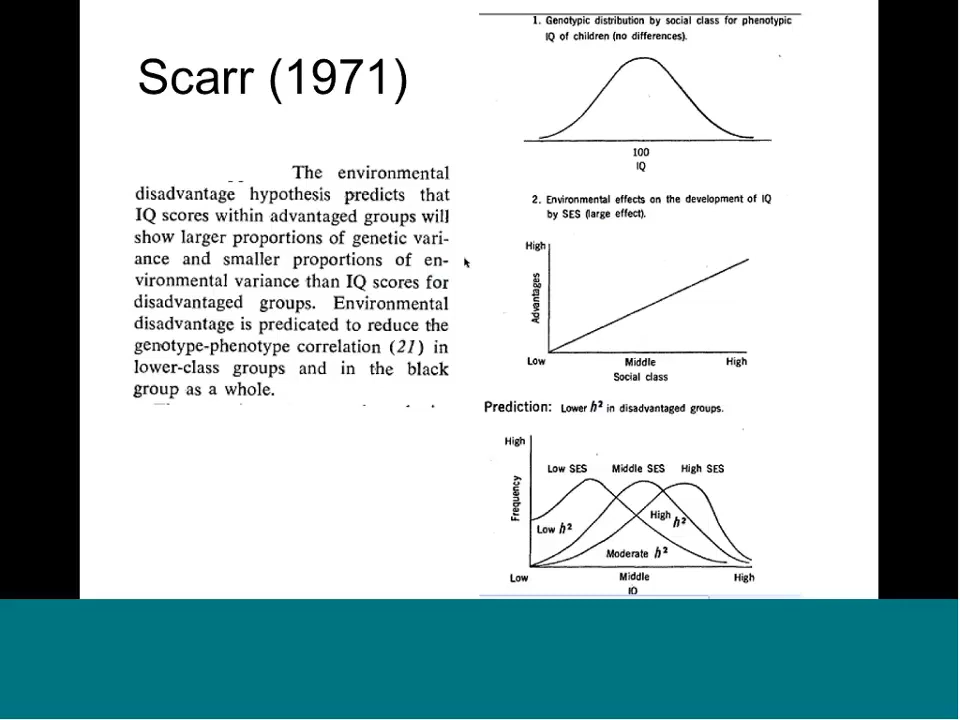 Scarr (1971)
The environmental
disadvantage hypothesis predicts that
IQ scores within advantaged groups will
show larger proportions of genetic vari-
ance and smaller proportions of en-
vironmental variance than IQ scores for
disadvantaged groups. Environmental
disadvantage is predicated to reduce the
genotype-phenotype correlation (21) in
lower-class groups and in the black
group as a whole.
1. Genotypic distribution by social class for phenotypic
IQ of children (no differences).
100
IQ
2. Environmental effects on the development of IQ
by SES (large effect).
High
Advantages
Low Middle High
Social class
Prediction: Lower h² in disadvantaged groups.
High
Low SES Middle SES High SES
Frequency
High h²
Low h²
Moderate h²
Low Middle High
IQ